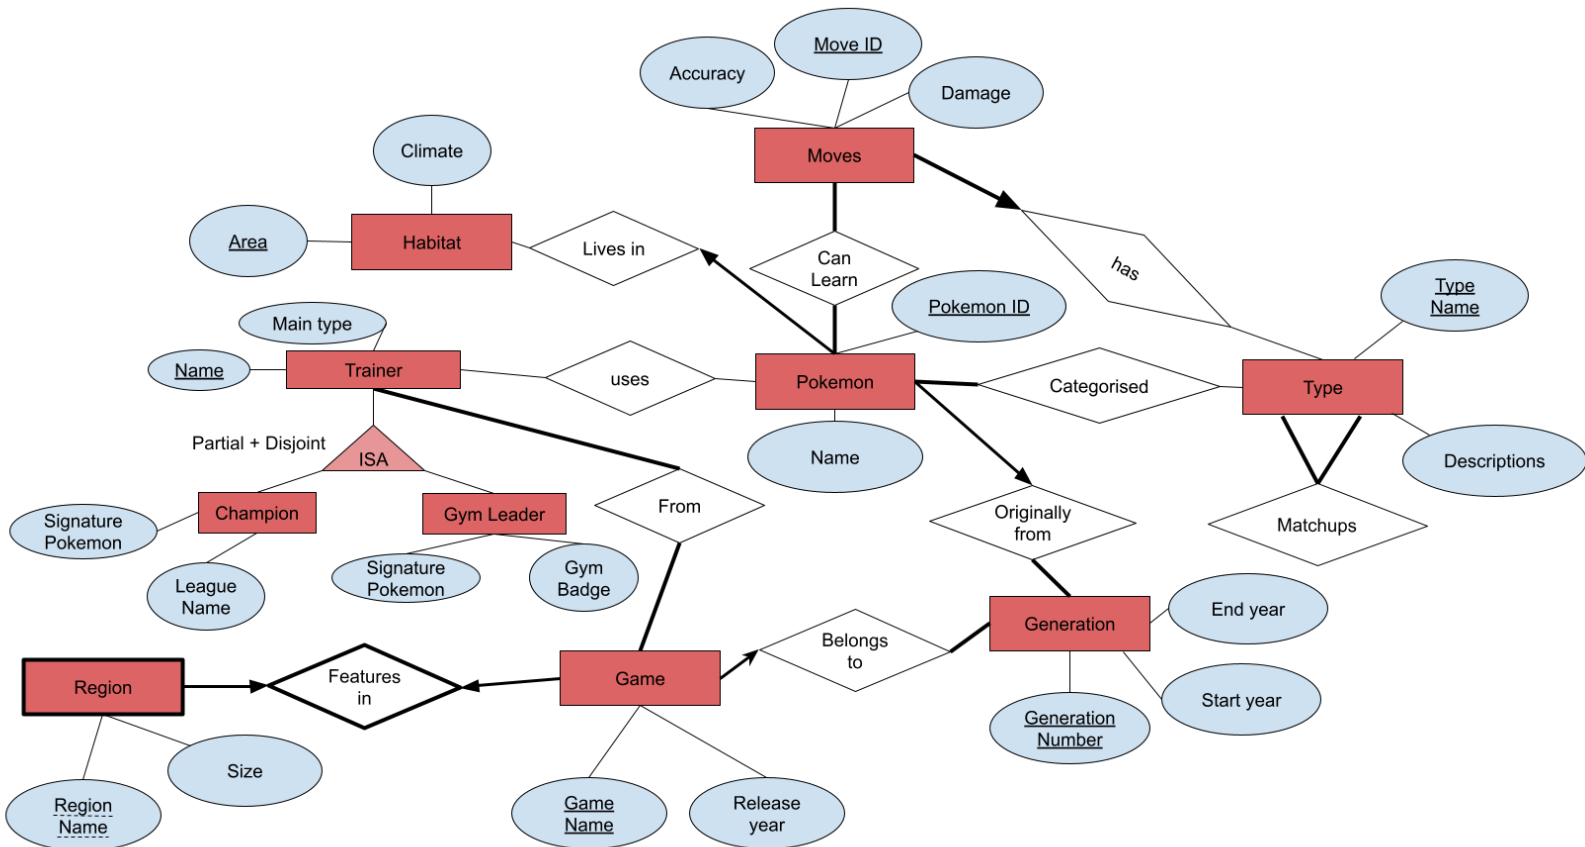 Move ID
Accuracy
Damage
Moves
Climate
Area
Habitat
Lives in
Can
Learn
has
Pokemon ID
Type
Name
Main type
Name
Trainer
uses
Pokemon
Categorised
Type
Partial + Disjoint
ISA
Name
Descriptions
Signature
Pokemon
Champion
Gym Leader
From
Originally
from
Matchups
League
Name
Signature
Pokemon
Gym
Badge
End year
Generation
Belongs
to
Region
Features
in
Game
Start year
Generation
Number
Size
Region
Name
Game
Name
Release
year